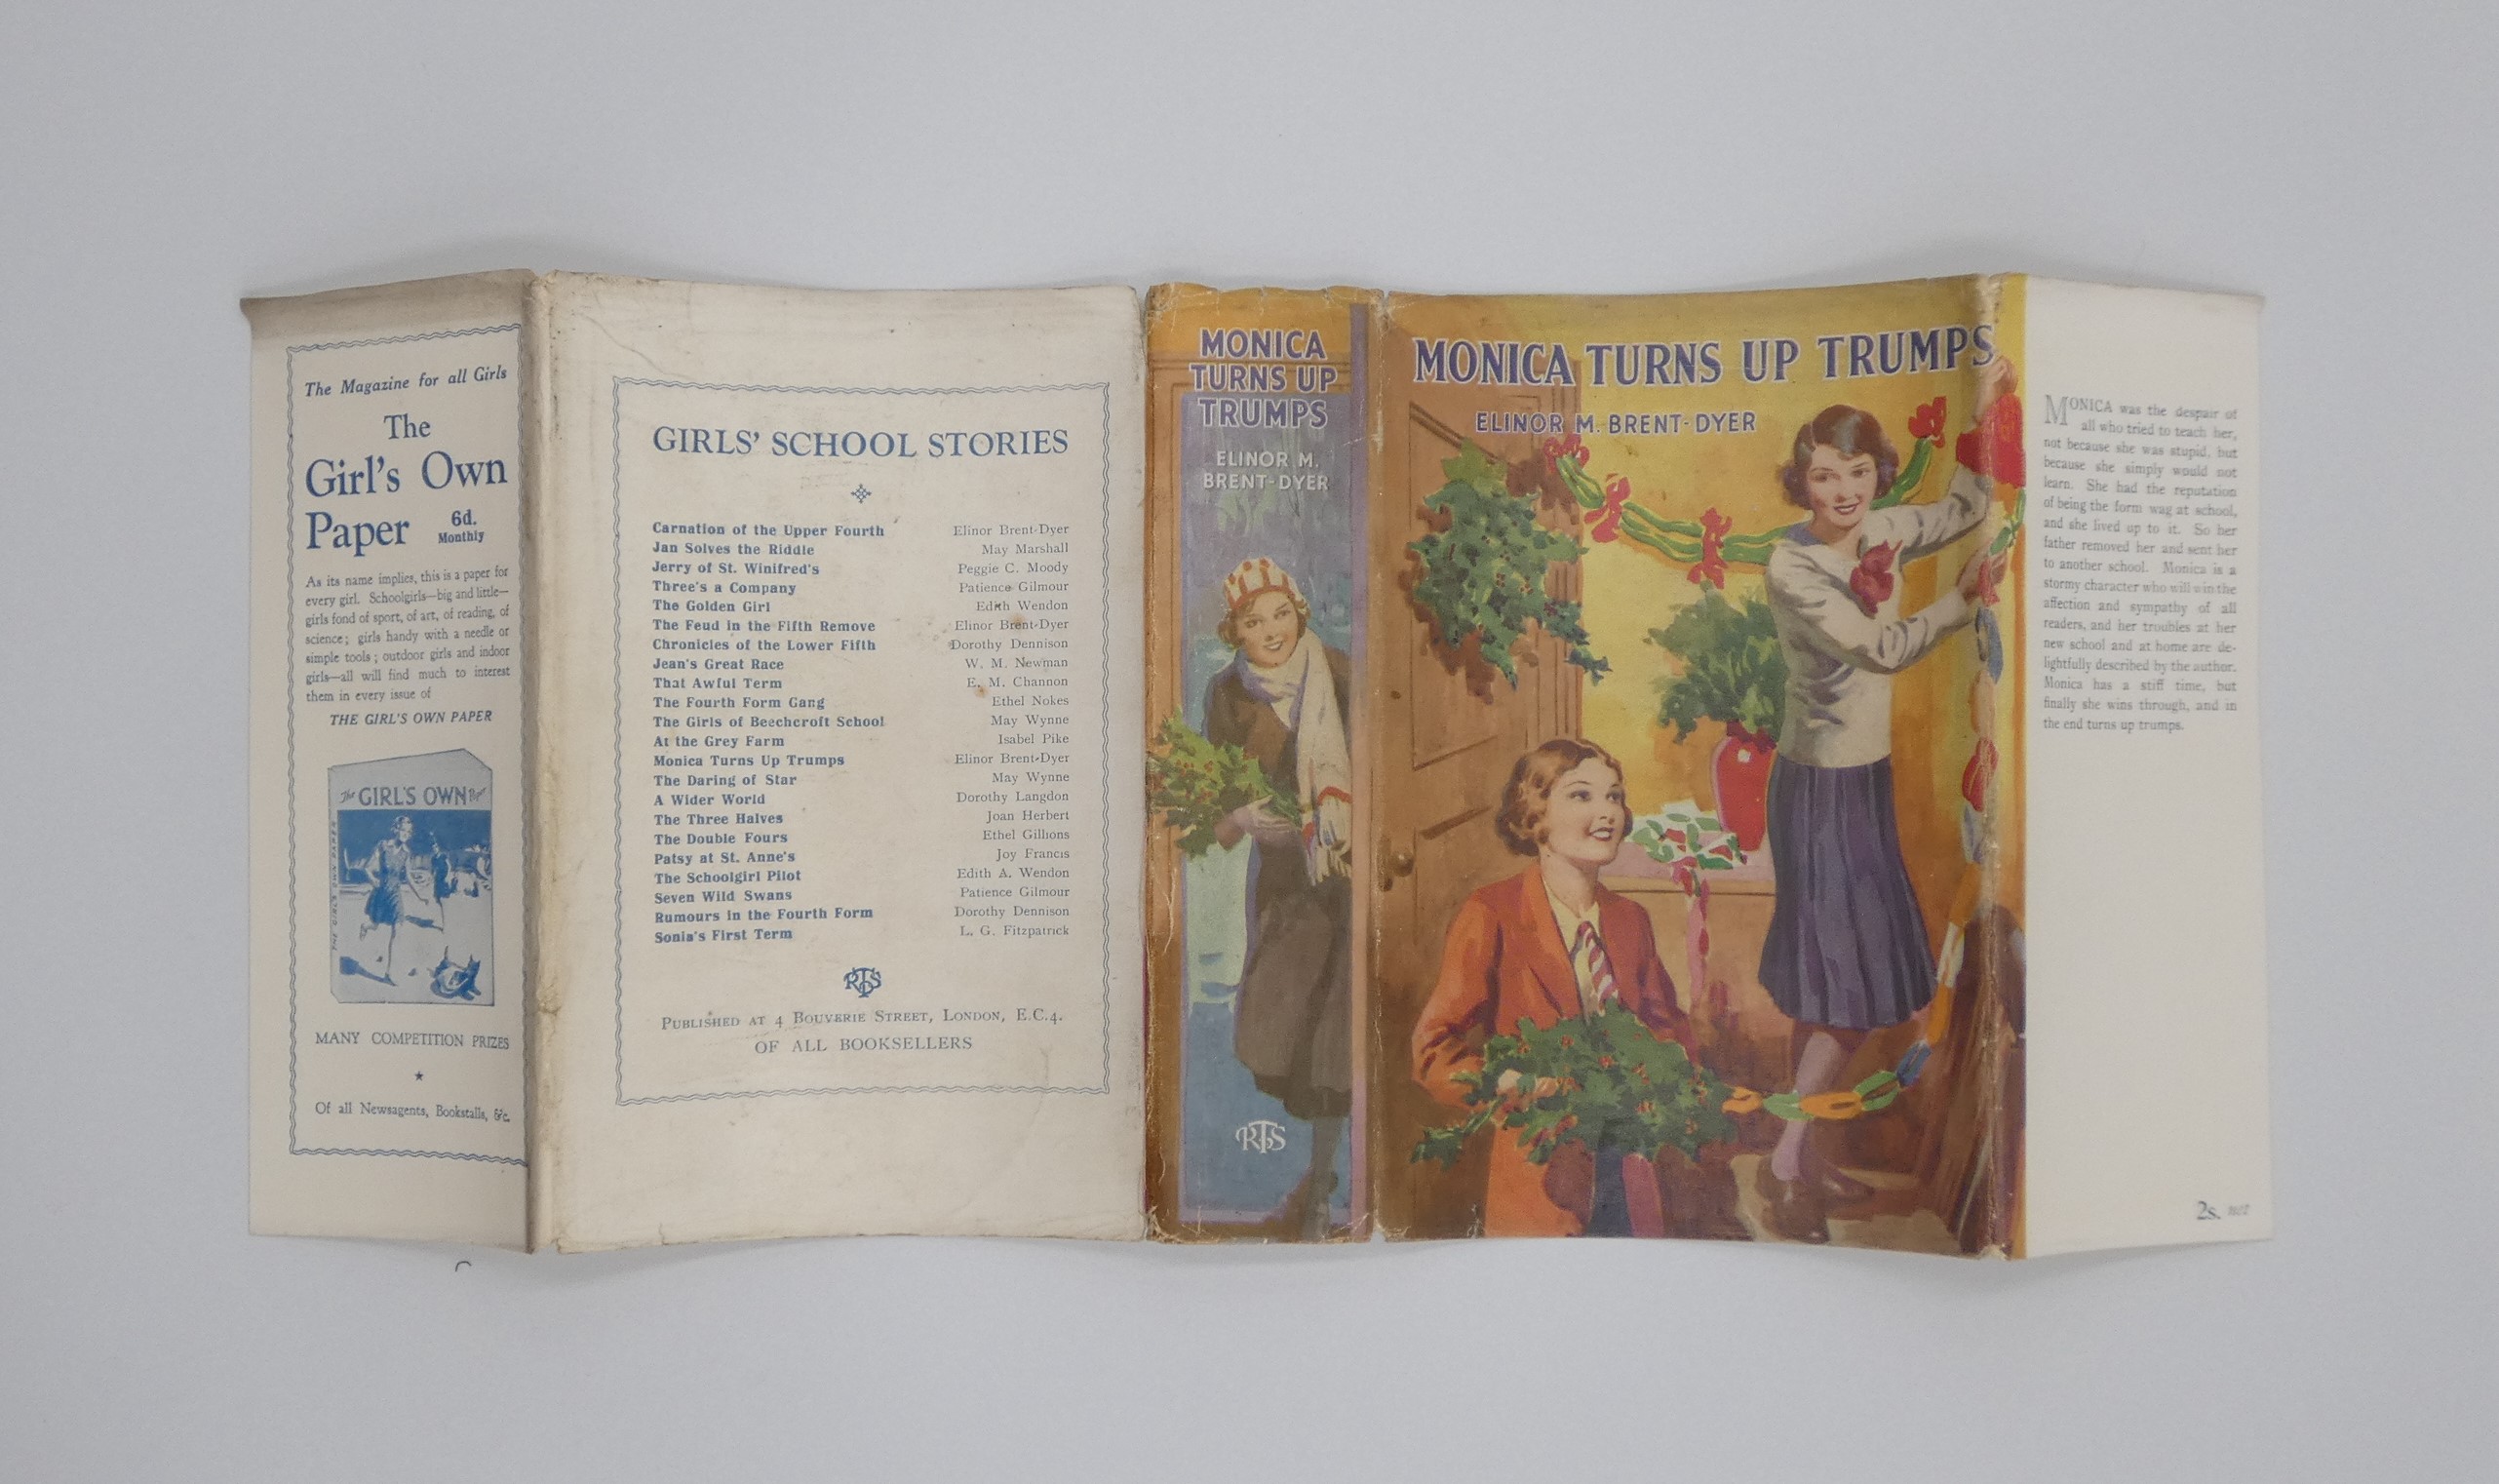 The Magazine for all Girls
The
Girl's Own
Paper 6d.
Monthly
As its name implies, this is a paper for
every girl. Schoolgirls—big and little—
girls fond of sport, of art, of reading, of
science; girls handy with a needle or
simple tools; outdoor girls and indoor
girls—all will find much to interest
them in every issue of
THE GIRL'S OWN PAPER
The GIRL'S OWN Paper
THE GIRL'S OWN PAPER
MANY COMPETITION PRIZES
Of all Newsagents, Bookstalls, &c.
GIRLS' SCHOOL STORIES
Carnation of the Upper Fourth Elinor Brent-Dyer
Jan Solves the Riddle May Marshall
Jerry of St. Winifred's Peggie C. Moody
Three's a Company Patience Gilmour
The Golden Girl Edith Wendon
The Feud in the Fifth Remove Elinor Brent-Dyer
Chronicles of the Lower Fifth Dorothy Dennison
Jean's Great Race W. M. Newman
That Awful Term E. M. Channon
The Fourth Form Gang Ethel Nokes
The Girls of Beechcroft School May Wynne
At the Grey Farm Isabel Pike
Monica Turns Up Trumps Elinor Brent-Dyer
The Daring of Star May Wynne
A Wider World Dorothy Langdon
The Three Halves Joan Herbert
The Double Fours Ethel Gillions
Patsy at St. Anne's Joy Francis
The Schoolgirl Pilot Edith A. Wendon
Seven Wild Swans Patience Gilmour
Rumours in the Fourth Form Dorothy Dennison
Sonia's First Term L. G. Fitzpatrick
RTS
PUBLISHED AT 4 BOUVERIE STREET, LONDON, E.C.4.
OF ALL BOOKSELLERS
MONICA
TURNS UP
TRUMPS
ELINOR M.
BRENT-DYER
RTS
MONICA TURNS UP TRUMPS
ELINOR M. BRENT-DYER
MONICA was the despair of
all who tried to teach her,
not because she was stupid, but
because she simply would not
learn. She had the reputation
of being the form wag at school,
and she lived up to it. So her
father removed her and sent her
to another school. Monica is a
stormy character who will win the
affection and sympathy of all
readers, and her troubles at her
new school and at home are de-
lightfully described by the author.
Monica has a stiff time, but
finally she wins through, and in
the end turns up trumps.
2s. net